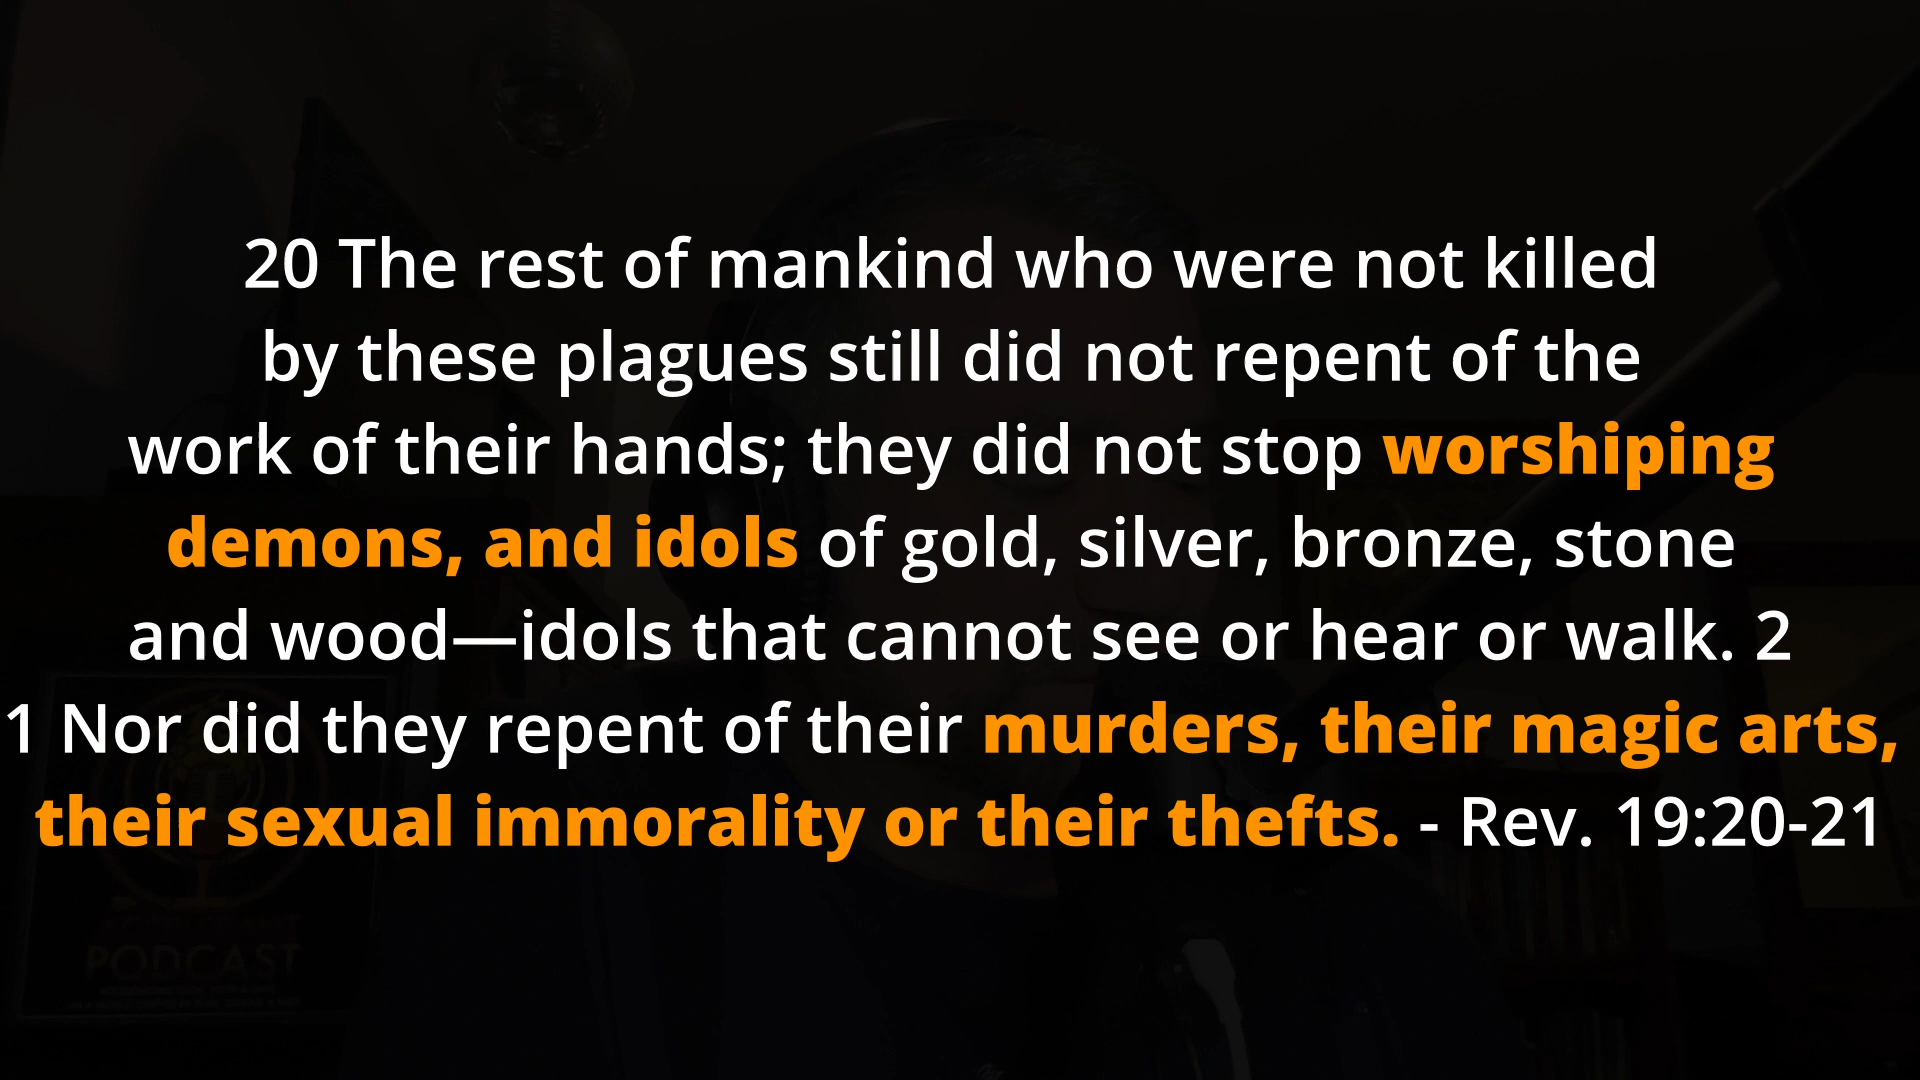 20 The rest of mankind who were not killed
by these plagues still did not repent of the
work of their hands; they did not stop worshiping
demons, and idols of gold, silver, bronze, stone
and wood—idols that cannot see or hear or walk. 2
1 Nor did they repent of their murders, their magic arts,
their sexual immorality or their thefts. - Rev. 19:20-21
PODCAST